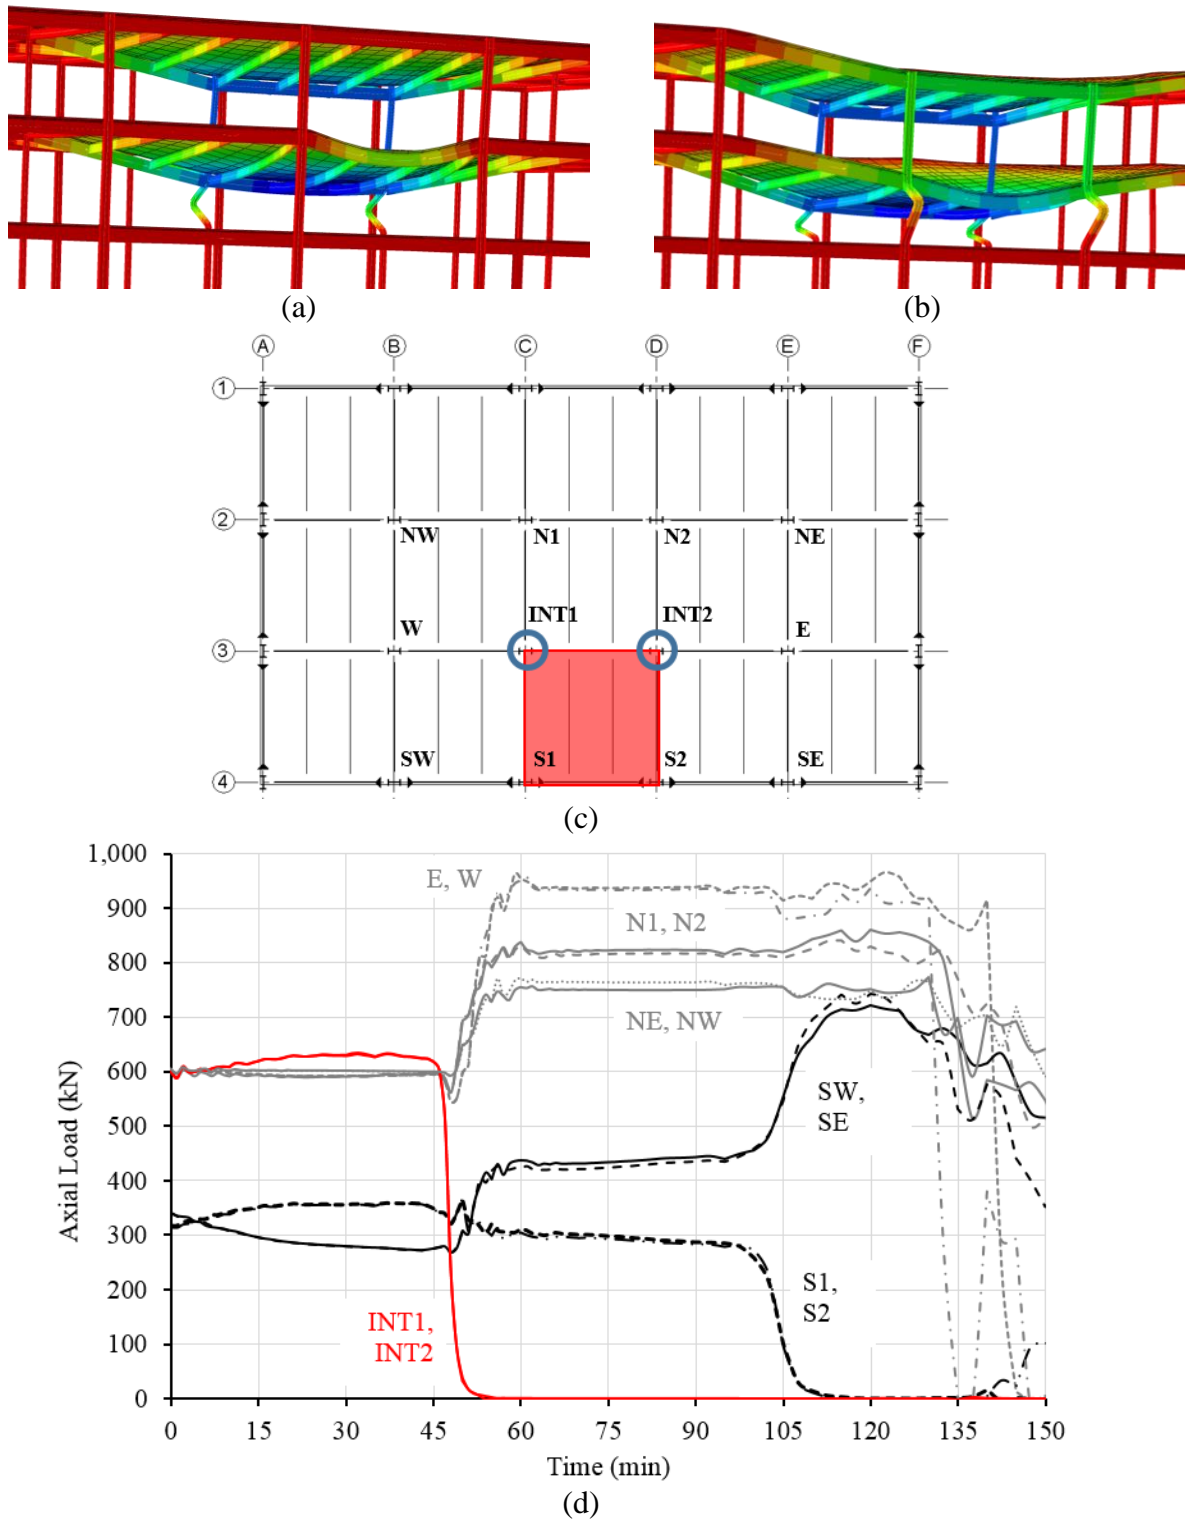 (a)
(b)
A B C D E F
1
2
NW N1 N2 NE
INT1 INT2
W E
3
SW S1 S2 SE
4
(c)
1,000
900
800
700
600
500
400
300
200
100
0
Axial Load (kN)
E, W
N1, N2
NE, NW
SW,
SE
S1,
S2
INT1,
INT2
0 15 30 45 60 75 90 105 120 135 150
Time (min)
(d)